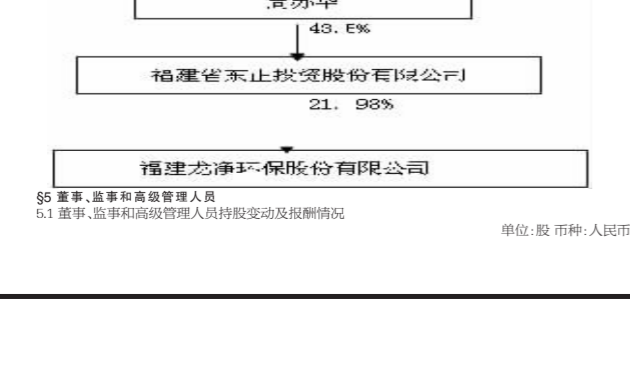 43. E%
福建省东正投资股份有限公司
21. 98%
福建龙净环保股份有限公司
§5 董事、监事和高级管理人员
5.1 董事、监事和高级管理人员持股变动及报酬情况
单位:股 币种:人民币